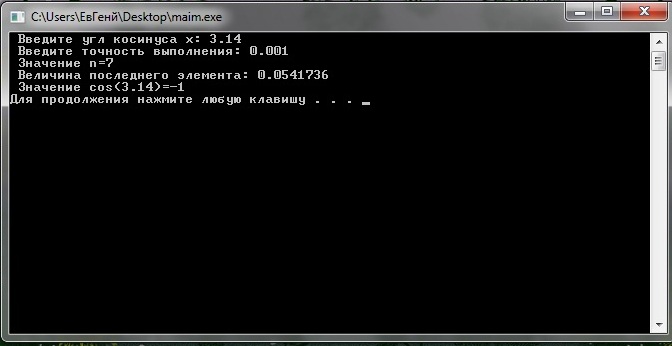 C:\Users\ЕвГенй\Desktop\maim.exe
Введите угл косинуса x: 3.14
Введите точность выполнения: 0.001
Значение n=7
Величина последнего элемента: 0.0541736
Значение cos(3.14)=-1
Для продолжения нажмите любую клавишу . . . _